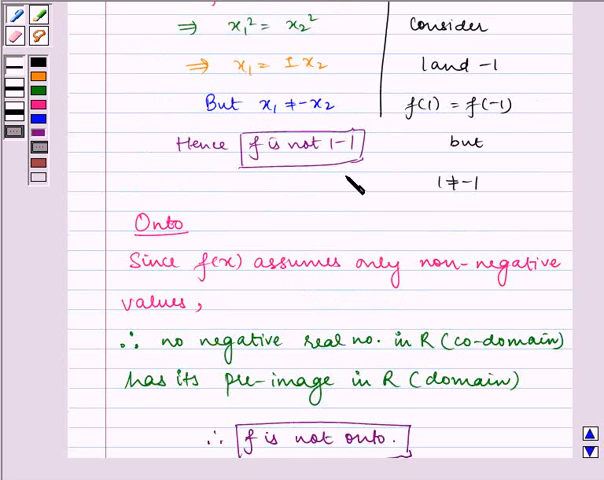 ⇒ x₁² = x₂²
⇒ x₁ = ± x₂
But x₁ ≠ -x₂
Hence f is not 1-1
consider
1 and -1
f(1) = f(-1)
but
1 ≠ -1
Onto
Since f(x) assumes only non-negative
values,
∴ no negative real no. in R (co-domain)
has its pre-image in R (domain)
∴ f is not onto.